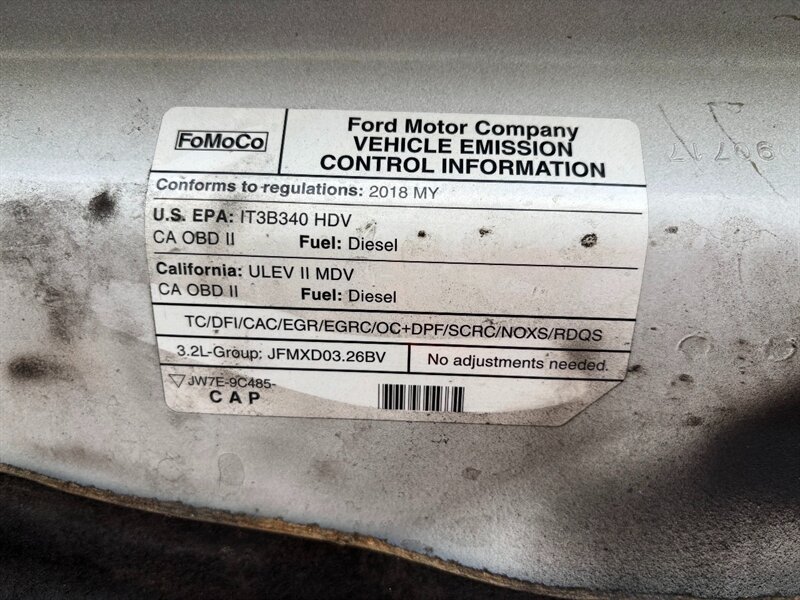 FoMoCo
Ford Motor Company
VEHICLE EMISSION
CONTROL INFORMATION
Conforms to regulations: 2018 MY
U.S. EPA: IT3B340 HDV
CA OBD II Fuel: Diesel
California: ULEV II MDV
CA OBD II Fuel: Diesel
TC/DFI/CAC/EGR/EGRC/OC+DPF/SCRC/NOXS/RDQS
3.2L-Group: JFMXD03.26BV No adjustments needed.
JW7E-9C485-
CAP